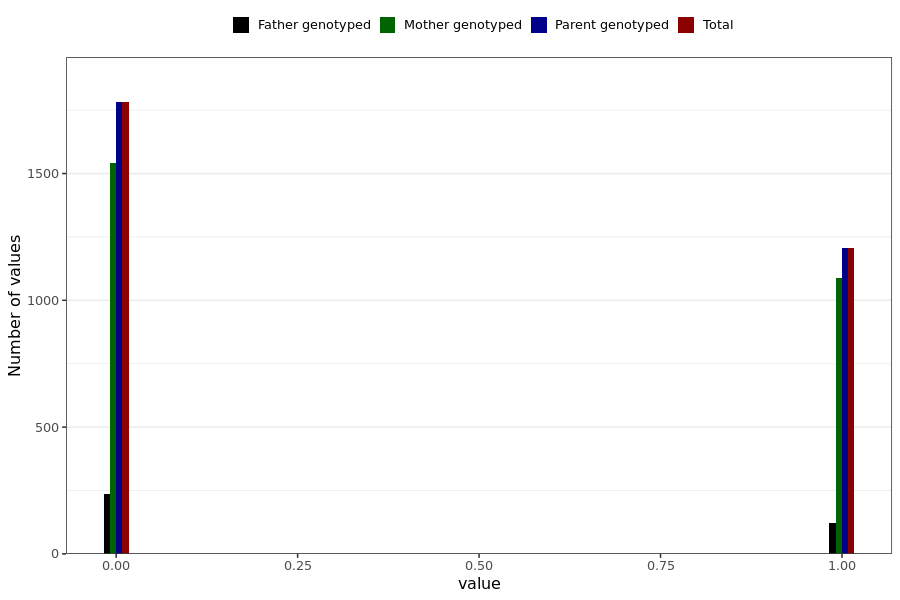 Father genotyped Mother genotyped Parent genotyped Total
Number of values
1500
1000
500
0
0.00 0.25 0.50 0.75 1.00
value